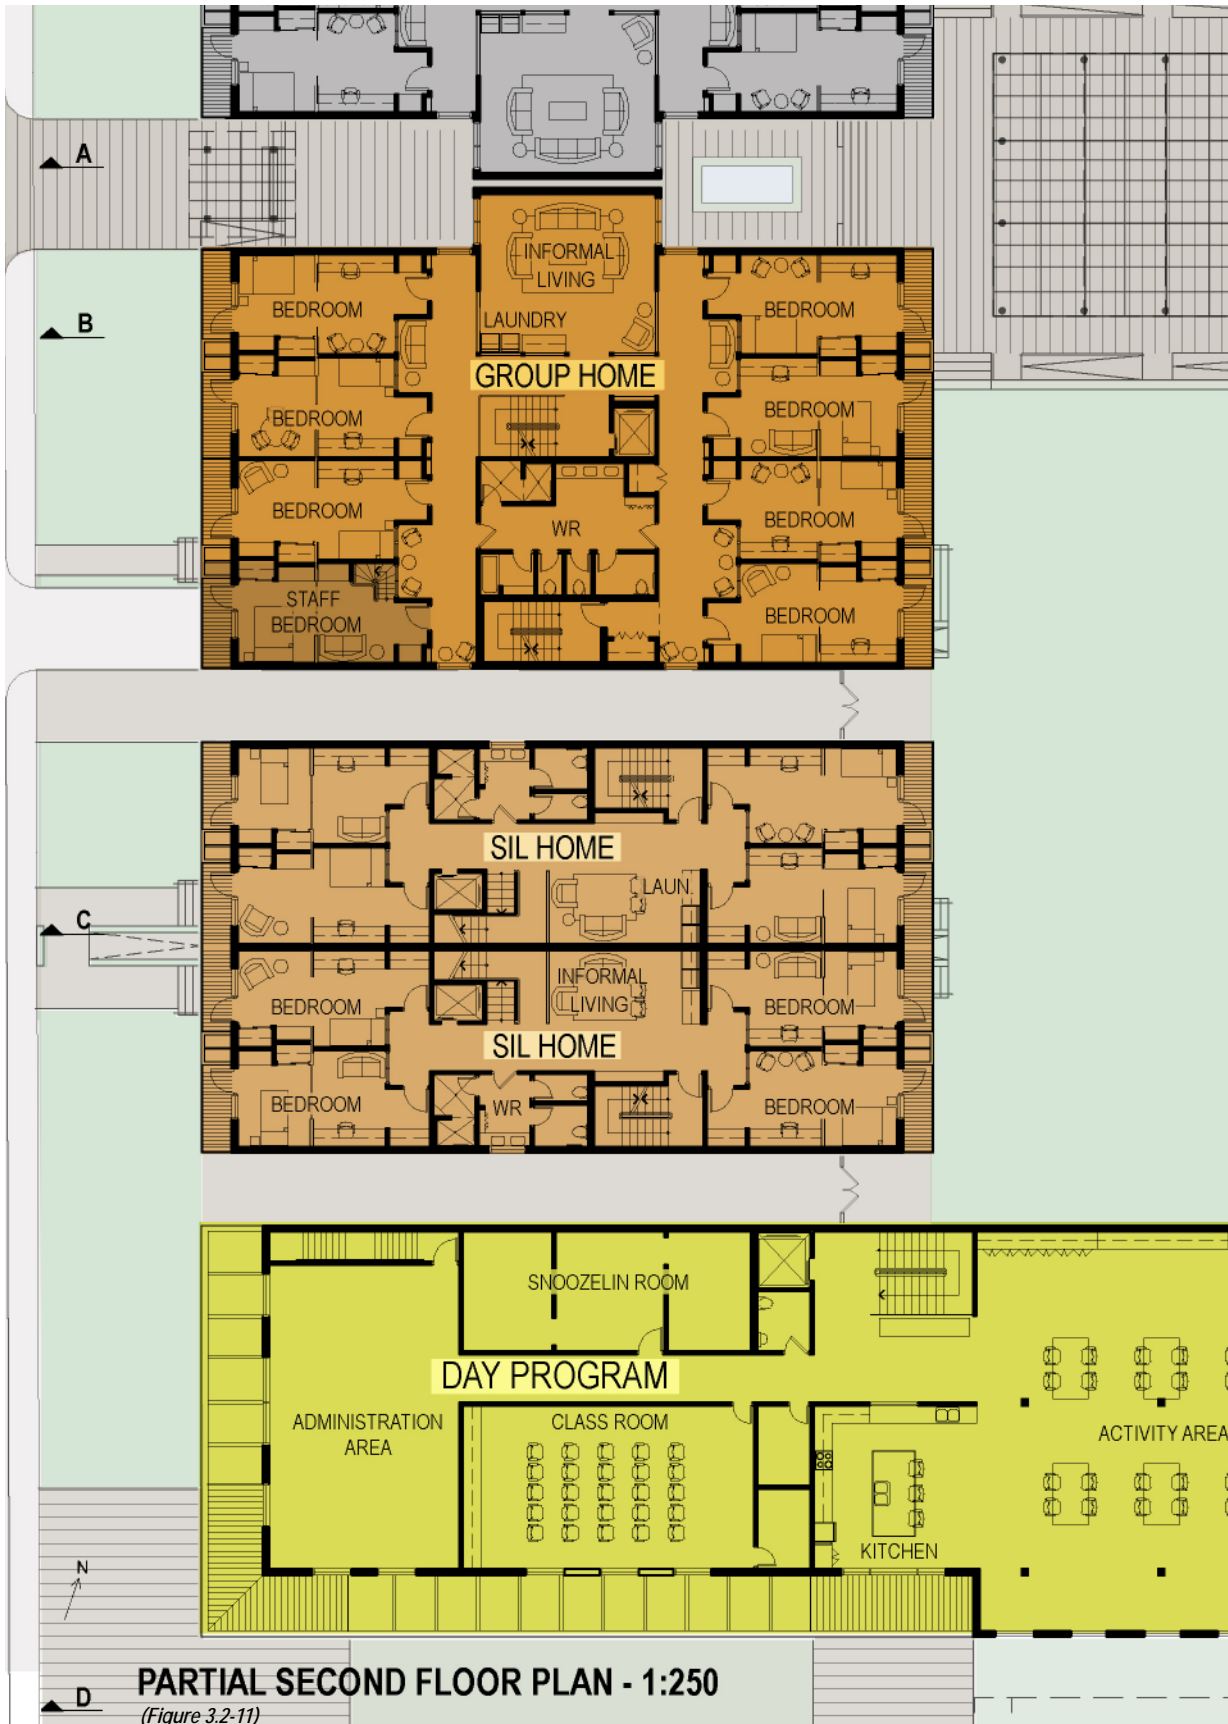 A
INFORMAL
LIVING
BEDROOM
BEDROOM
B
LAUNDRY
GROUP HOME
BEDROOM
BEDROOM
BEDROOM
BEDROOM
WR
STAFF
BEDROOM
BEDROOM
SIL HOME
LAUN.
C
INFORMAL
LIVING
BEDROOM
BEDROOM
SIL HOME
BEDROOM
WR
BEDROOM
SNOOZELIN ROOM
DAY PROGRAM
ADMINISTRATION
AREA
CLASS ROOM
ACTIVITY AREA
KITCHEN
N
PARTIAL SECOND FLOOR PLAN - 1:250
D
(Figure 3.2-11)